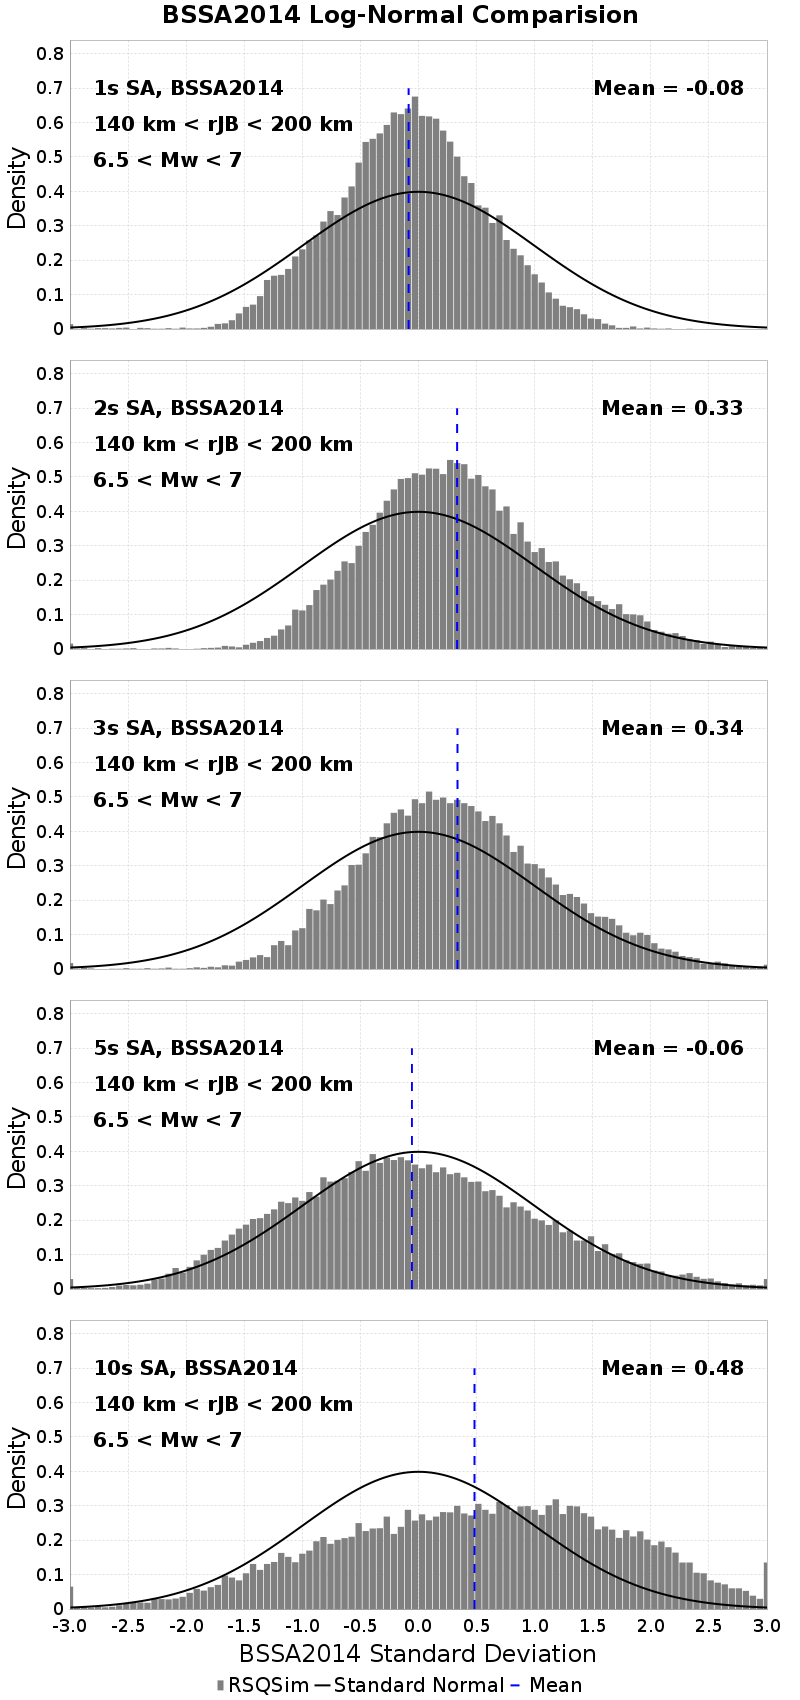 BSSA2014 Log-Normal Comparision
0.8
0.7
0.6
0.5
0.4
0.3
0.2
0.1
0
Density
1s SA, BSSA2014
Mean = -0.08
140 km < rJB < 200 km
6.5 < Mw < 7
0.8
0.7
0.6
0.5
0.4
0.3
0.2
0.1
0
Density
2s SA, BSSA2014
Mean = 0.33
140 km < rJB < 200 km
6.5 < Mw < 7
0.8
0.7
0.6
0.5
0.4
0.3
0.2
0.1
0
Density
3s SA, BSSA2014
Mean = 0.34
140 km < rJB < 200 km
6.5 < Mw < 7
0.8
0.7
0.6
0.5
0.4
0.3
0.2
0.1
0
Density
5s SA, BSSA2014
Mean = -0.06
140 km < rJB < 200 km
6.5 < Mw < 7
0.8
0.7
0.6
0.5
0.4
0.3
0.2
0.1
0
Density
10s SA, BSSA2014
Mean = 0.48
140 km < rJB < 200 km
6.5 < Mw < 7
-3.0 -2.5 -2.0 -1.5 -1.0 -0.5 0.0 0.5 1.0 1.5 2.0 2.5 3.0
BSSA2014 Standard Deviation
RSQSim Standard Normal Mean